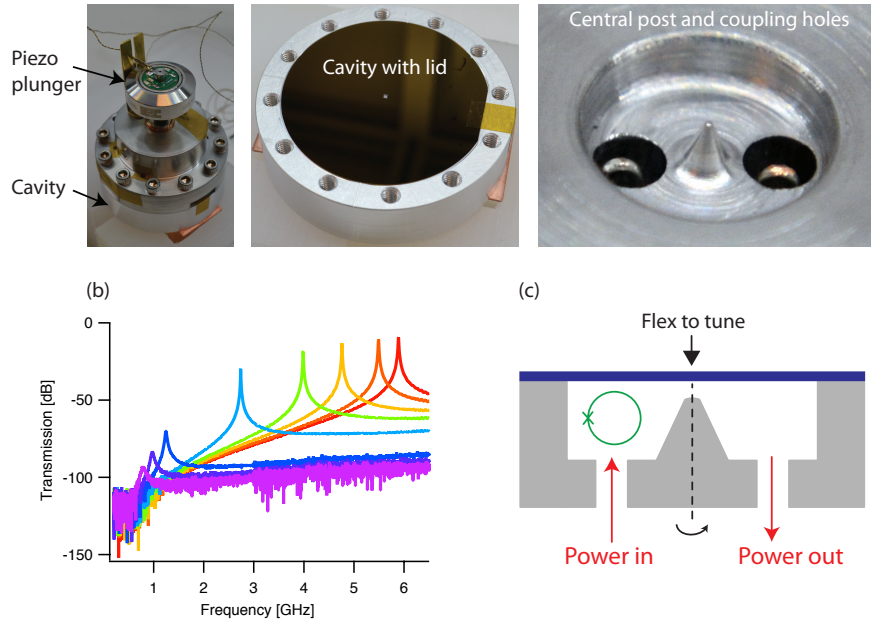 Piezo
plunger
Cavity
Cavity with lid
Central post and coupling holes
(b)
0
-50
-100
-150
Transmission [dB]
1 2 3 4 5 6
Frequency [GHz]
(c)
Flex to tune
Power in
Power out